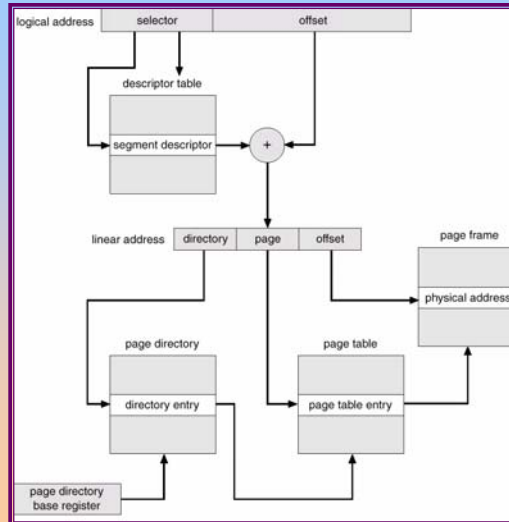 logical address
selector
offset
descriptor table
segment descriptor
+
linear address
directory
page
offset
page frame
physical address
page directory
page table
directory entry
page table entry
page directory
base register